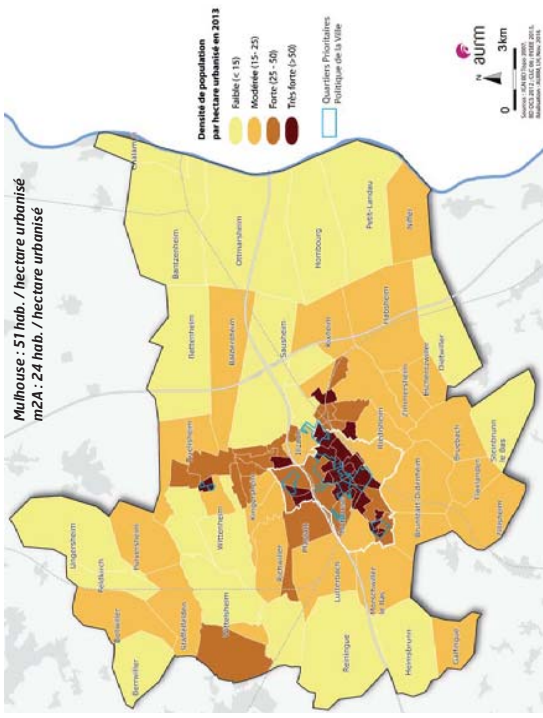 Mulhouse : 51 hab. / hectare urbanisé
m2A : 24 hab. / hectare urbanisé
Densité de population
par hectare urbanisé en 2013
Faible (< 15)
Modérée (15- 25)
Forte (25 - 50)
Très forte (>50)
Quartiers Prioritaires
Politique de la Ville
N
aurm
0 3km
Ungersheim
Feldkirch
Berrwiller
Pulversheim
Staffelfelden
Wittelsheim
Wittenheim
Ruelisheim
Battenheim
Bantzenheim
Chalampé
Baldersheim
Ottmarsheim
Kingersheim
Richwiller
Sausheim
Illzach
Hombourg
Pfastatt
Lutterbach
Reiningue
Rixheim
Petit-Landau
Niffer
Habsheim
Riedisheim
Morschwiller
le Bas
Heimsbrunn
Galfingue
Brunstatt-Didenheim
Zimmersheim
Eschentzwiller
Dietwiller
Bruebach
Flaxlanden
Zillisheim
Steinbrunn
le Bas